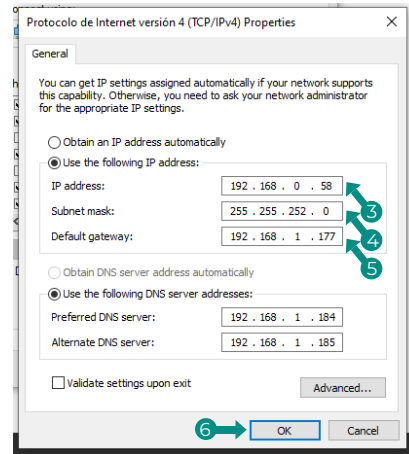 Protocolo de Internet versión 4 (TCP/IPv4) Properties
General
You can get IP settings assigned automatically if your network supports
this capability. Otherwise, you need to ask your network administrator
for the appropriate IP settings.
Obtain an IP address automatically
Use the following IP address:
IP address: 192 . 168 . 0 . 58
3
Subnet mask: 255 . 255 . 252 . 0
4
Default gateway: 192 . 168 . 1 . 177
5
Obtain DNS server address automatically
Use the following DNS server addresses:
Preferred DNS server: 192 . 168 . 1 . 184
Alternate DNS server: 192 . 168 . 1 . 185
Validate settings upon exit
Advanced...
6 OK Cancel